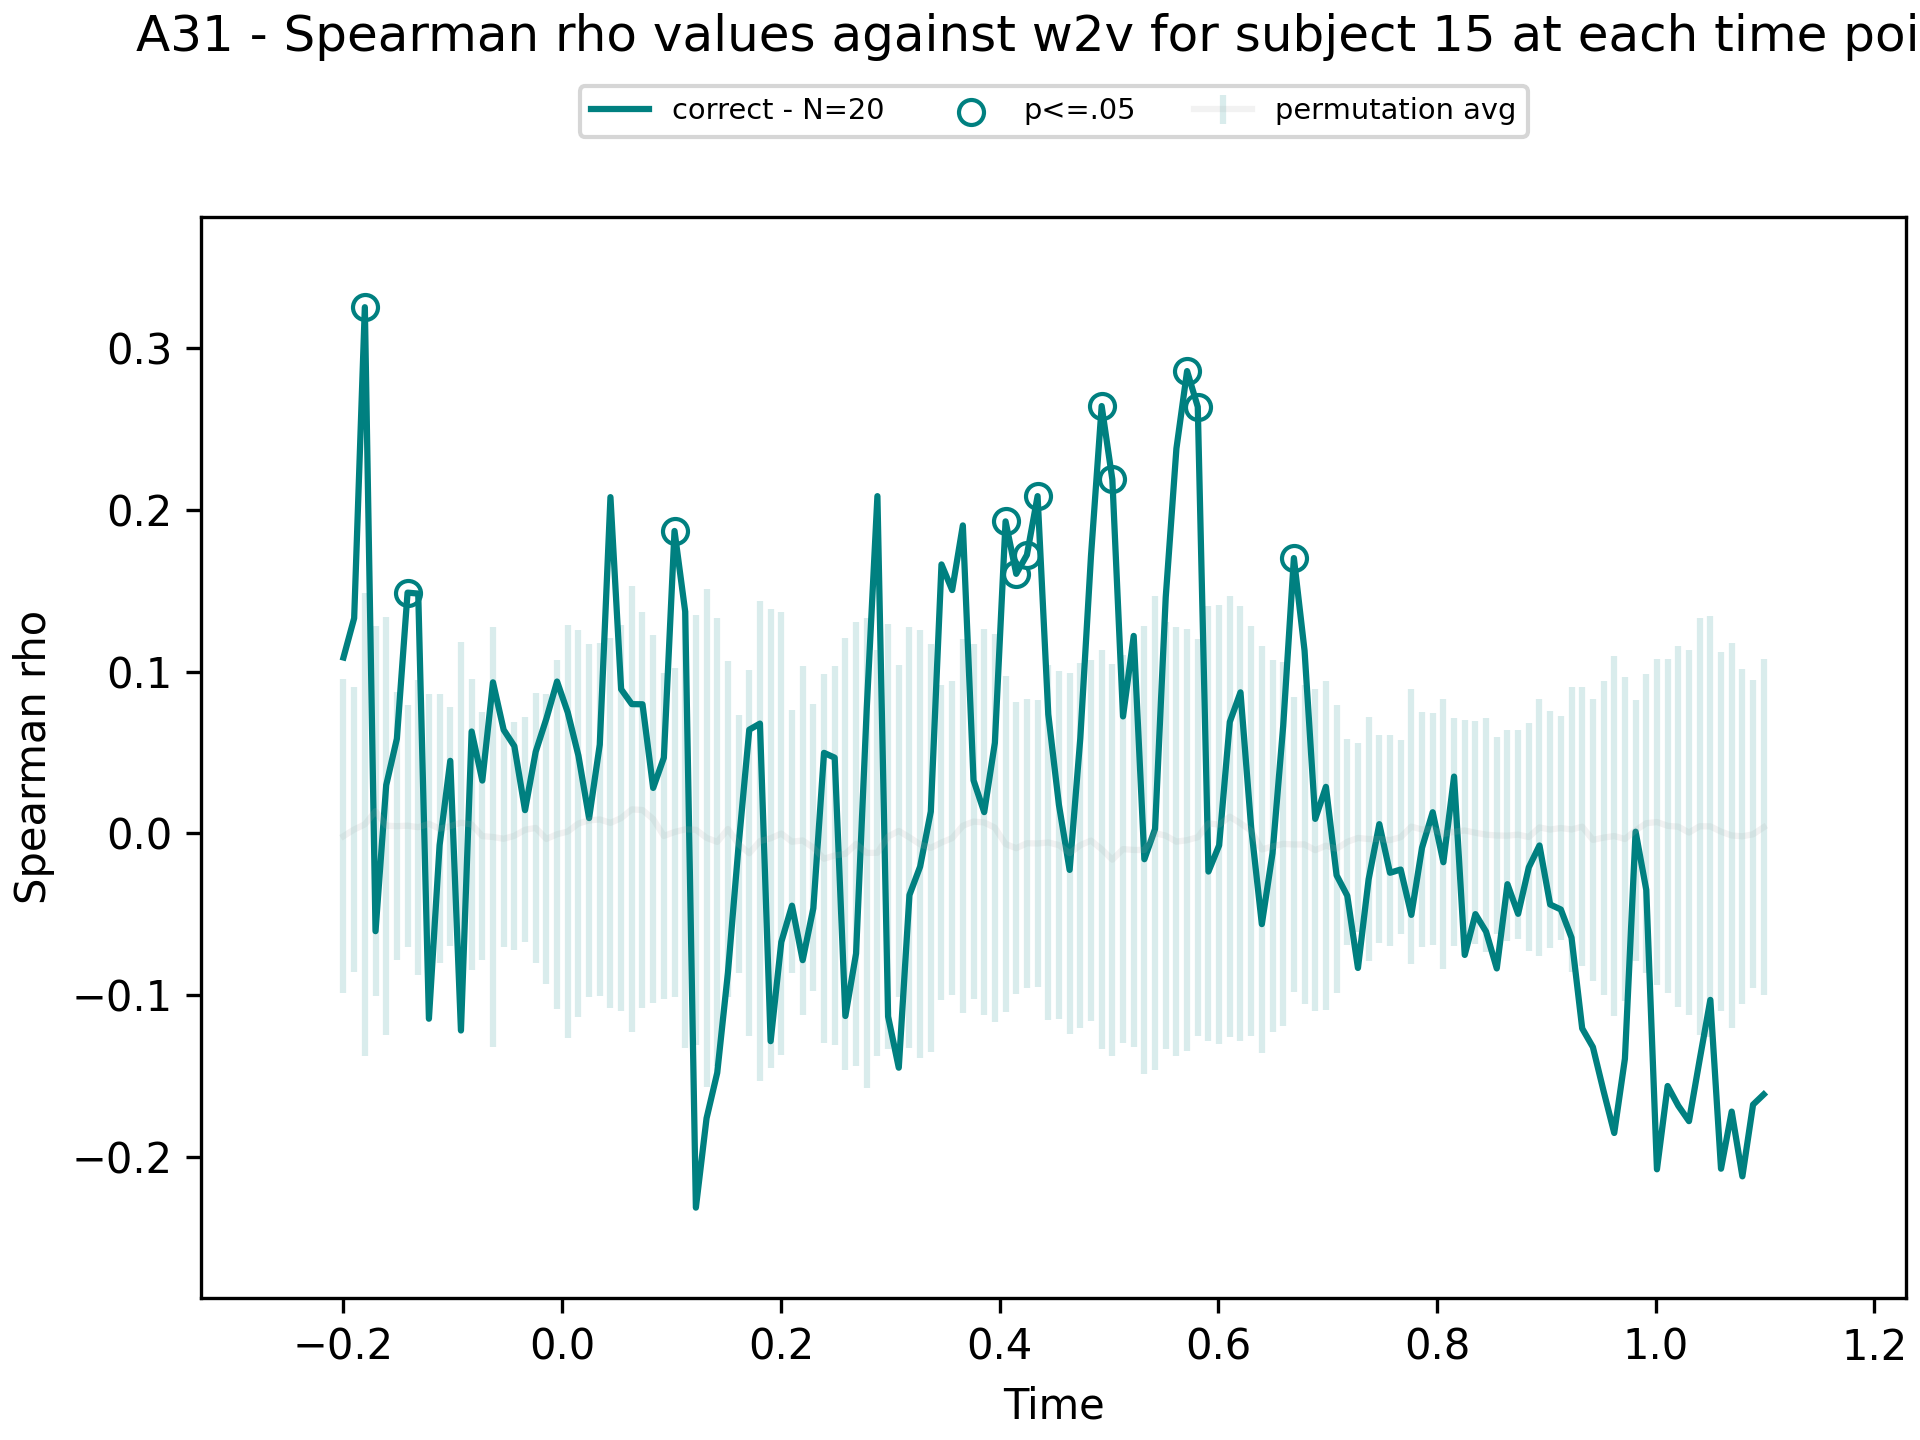 A31 - Spearman rho values against w2v for subject 15 at each time
correct - N=20 p<=.05 permutation avg
Spearman rho
0.3
0.2
0.1
0.0
−0.1
−0.2
−0.2 0.0 0.2 0.4 0.6 0.8 1.0 1.2
Time